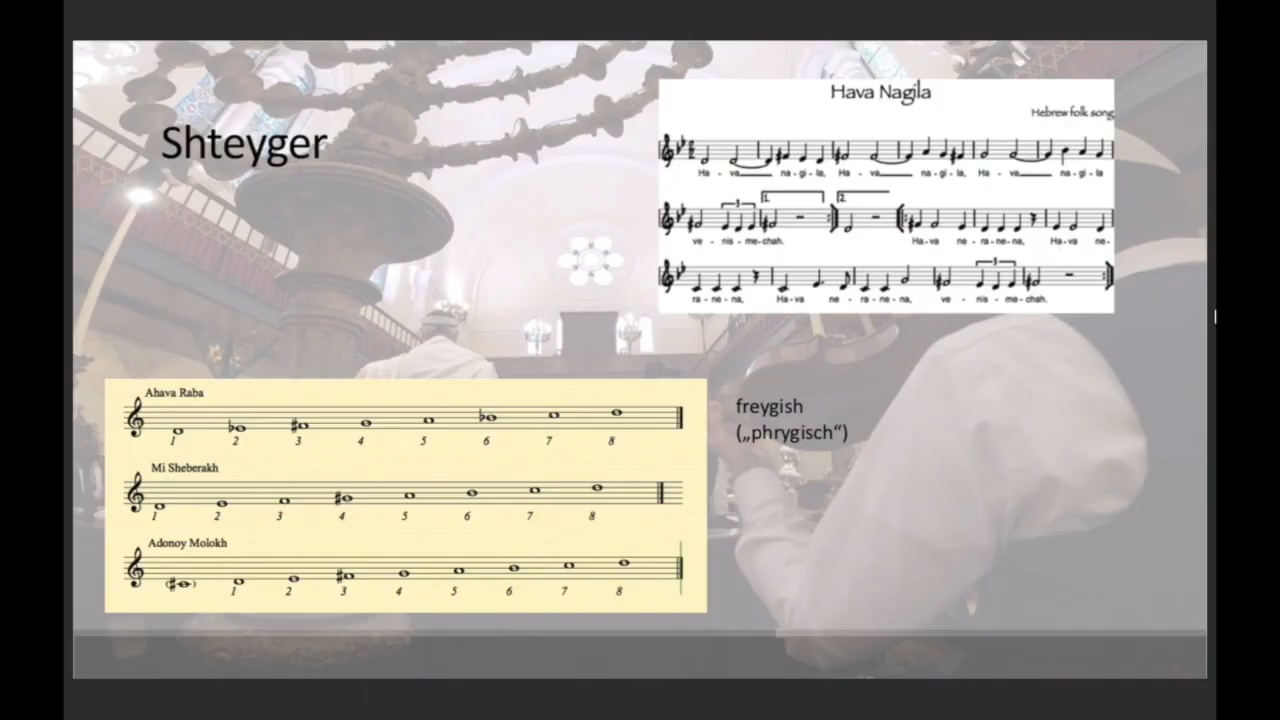 Shteyger
Hava Nagila
Hebrew folk song
Ha - va na - gi - la, Ha - va na - gi - la, Ha - va na - gi - la
3 1. 2.
ve - nis - me - chah. Ha - va ne - ra - ne - na, Ha - va ne-
3
ra - ne - na, Ha - va ne - ra - ne - na, ve - nis - me - chah.
Ahava Raba
1 2 3 4 5 6 7 8
Mi Sheberakh
1 2 3 4 5 6 7 8
Adonoy Molokh
1 2 3 4 5 6 7 8
freygish
(„phrygisch“)